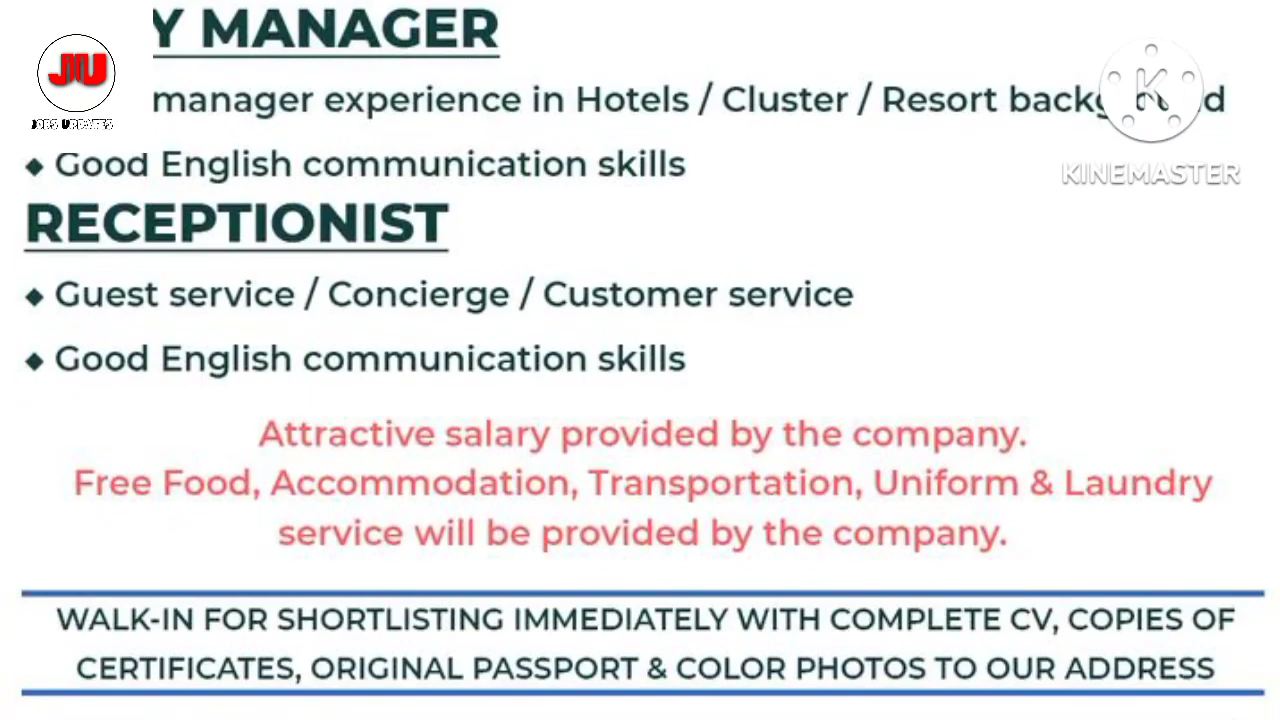 Y MANAGER
JU
JOBS UPDATES
manager experience in Hotels / Cluster / Resort background
K
◆ Good English communication skills
KINEMASTER
RECEPTIONIST
◆ Guest service / Concierge / Customer service
◆ Good English communication skills
Attractive salary provided by the company.
Free Food, Accommodation, Transportation, Uniform & Laundry
service will be provided by the company.
WALK-IN FOR SHORTLISTING IMMEDIATELY WITH COMPLETE CV, COPIES OF
CERTIFICATES, ORIGINAL PASSPORT & COLOR PHOTOS TO OUR ADDRESS